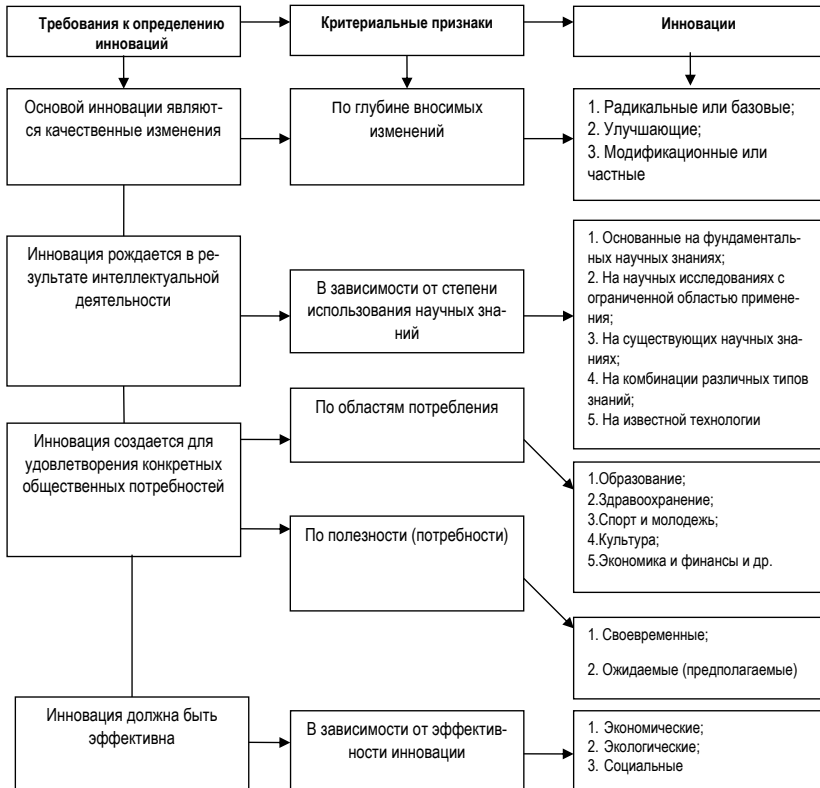 Требования к определению
инноваций
Критериальные признаки
Инновации
Основой инновации являют-
ся качественные изменения
По глубине вносимых
изменений
1. Радикальные или базовые;
2. Улучшающие;
3. Модификационные или
частные
Инновация рождается в ре-
зультате интеллектуальной
деятельности
В зависимости от степени
использования научных зна-
ний
1. Основанные на фундаменталь-
ных научных знаниях;
2. На научных исследованиях с
ограниченной областью примене-
ния;
3. На существующих научных зна-
ниях;
4. На комбинации различных типов
знаний;
5. На известной технологии
Инновация создается для
удовлетворения конкретных
общественных потребностей
По областям потребления
1.Образование;
2.Здравоохранение;
3.Спорт и молодежь;
4.Культура;
5.Экономика и финансы и др.
По полезности (потребности)
1. Своевременные;
2. Ожидаемые (предполагаемые)
Инновация должна быть
эффективна
В зависимости от эффектив-
ности инновации
1. Экономические;
2. Экологические;
3. Социальные